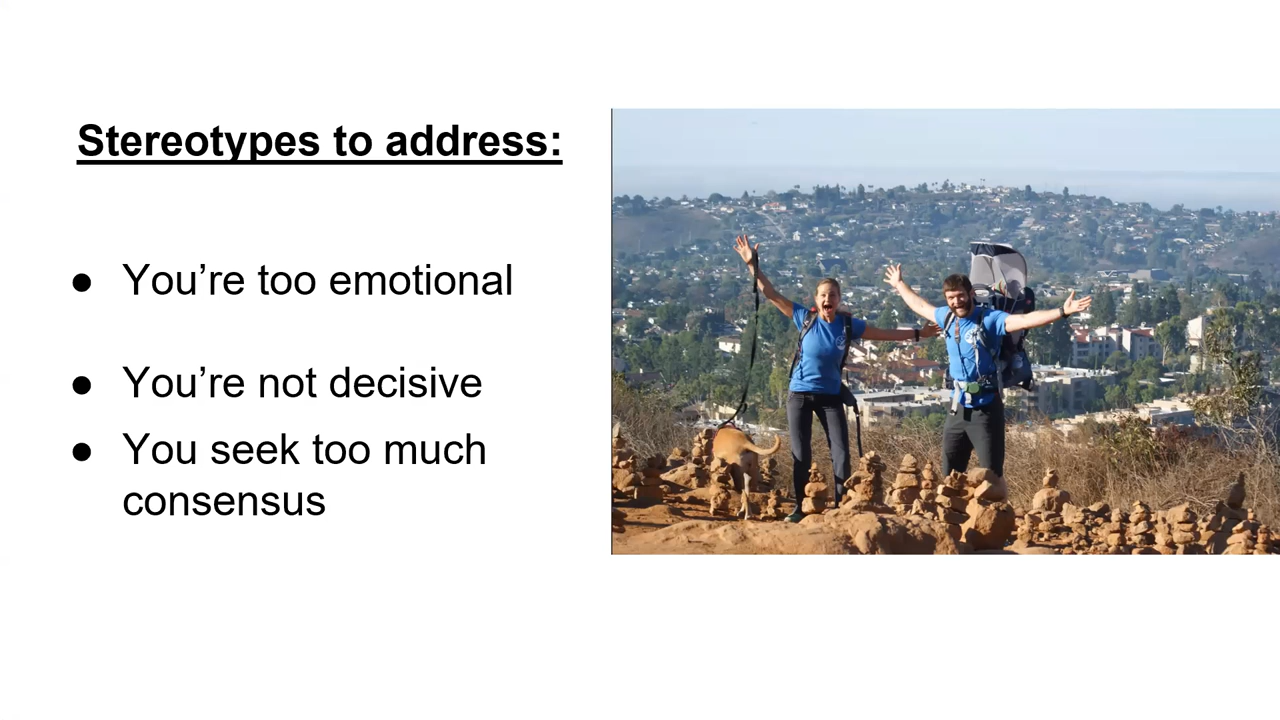 Stereotypes to address:
● You’re too emotional
● You’re not decisive
● You seek too much
consensus